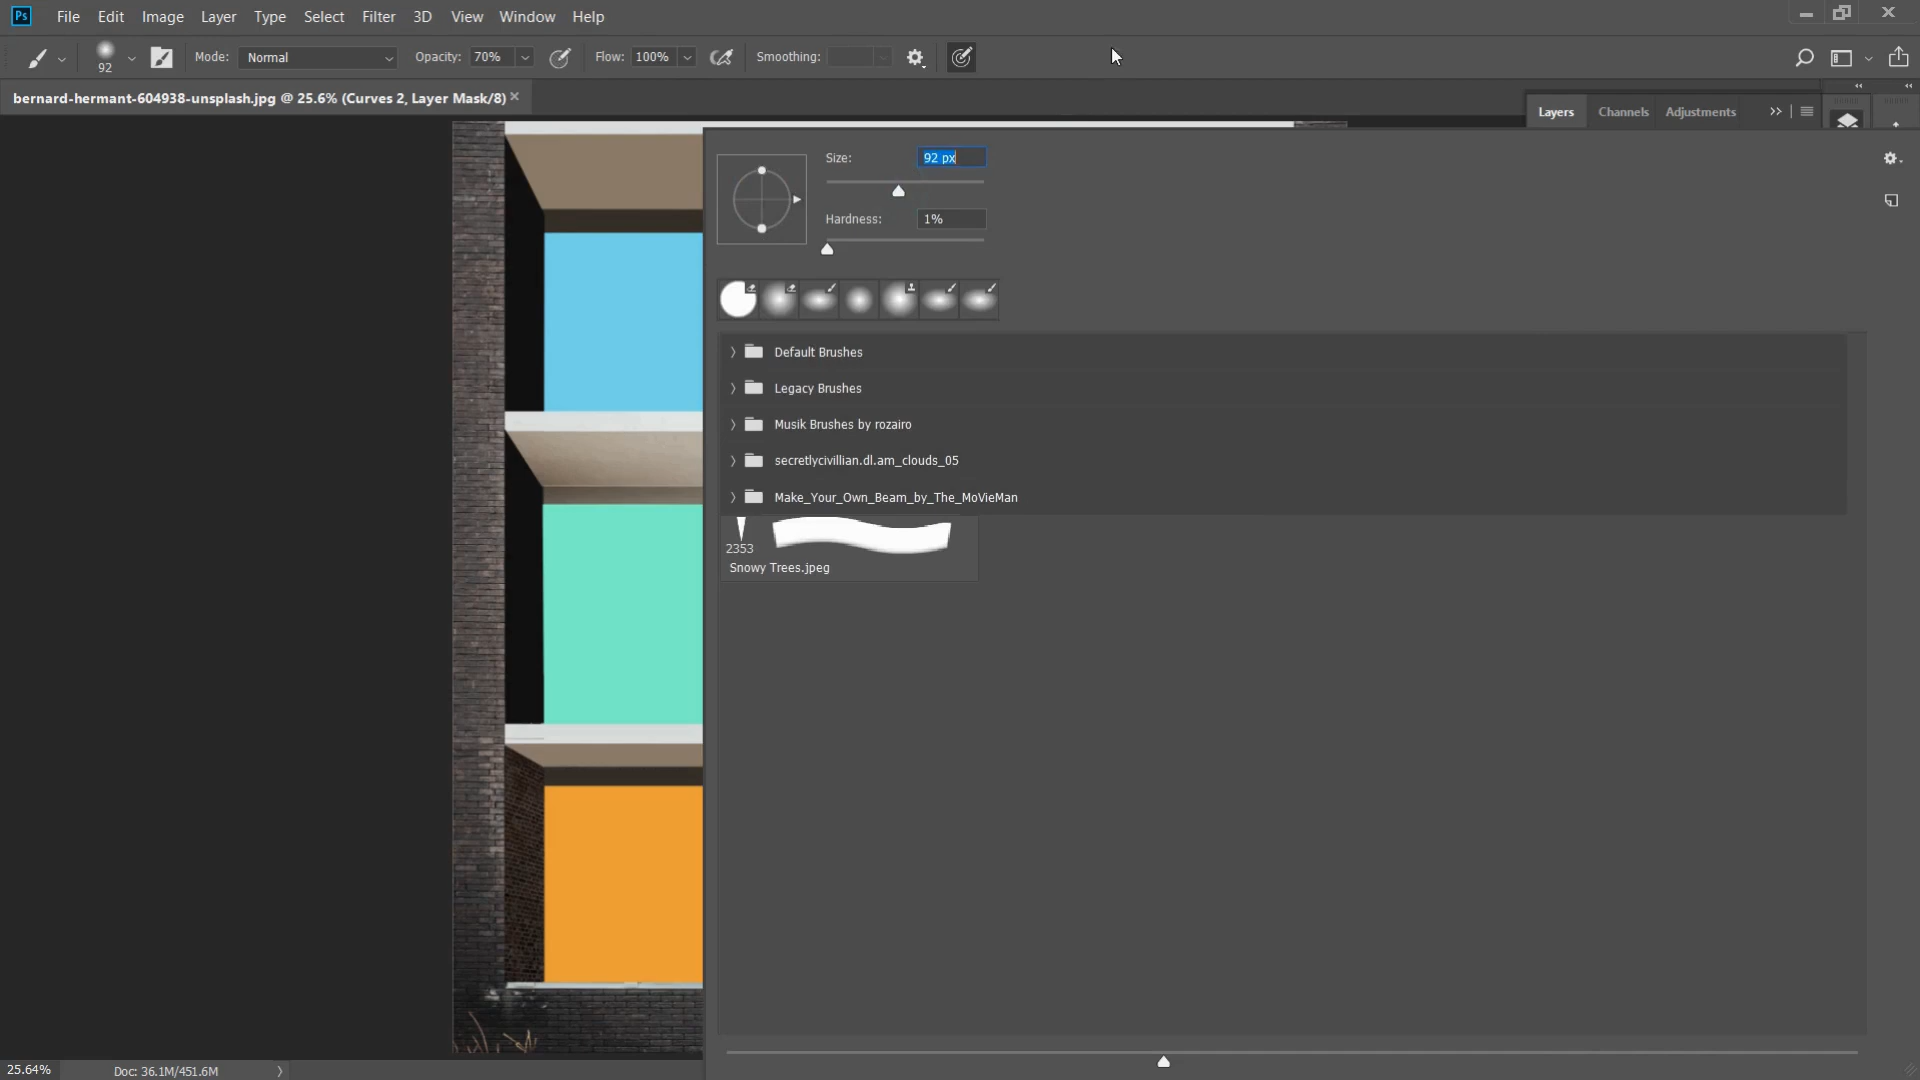 Ps File Edit Image Layer Type Select Filter 3D View Window Help
92 Mode: Normal Opacity: 70% Flow: 100% Smoothing:
bernard-hermant-604938-unsplash.jpg @ 25.6% (Curves 2, Layer Mask/8)
Layers Channels Adjustments
Size: 92 px
Hardness: 1%
Default Brushes
Legacy Brushes
Musik Brushes by rozairo
secretlycivillian.dl.am_clouds_05
Make_Your_Own_Beam_by_The_MoVieMan
2353
Snowy Trees.jpeg
25.64% Doc: 36.1M/451.6M